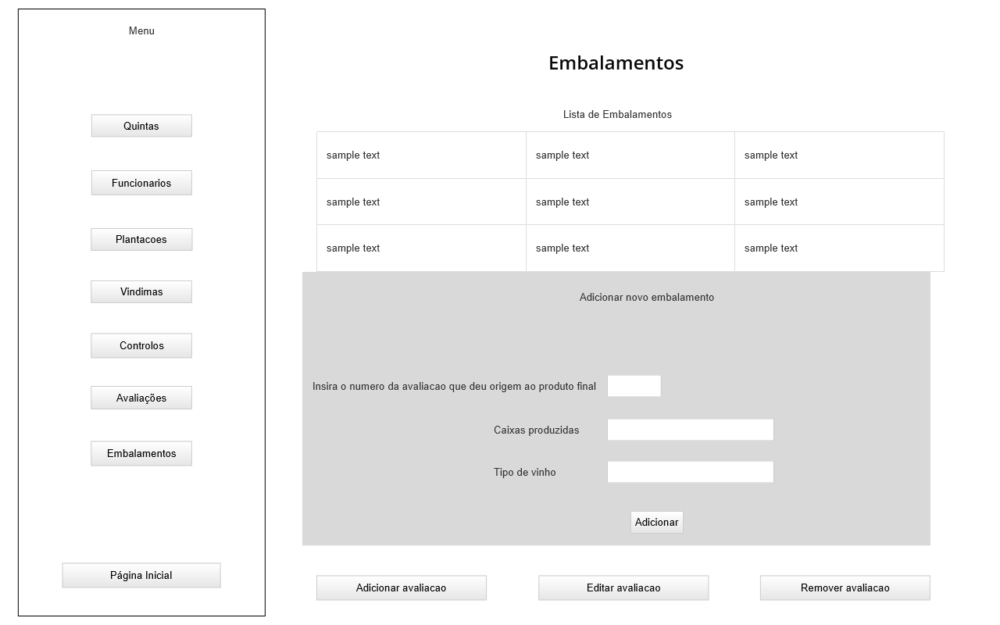 Menu
Quintas
Funcionarios
Plantacoes
Vindimas
Controlos
Avaliações
Embalamentos
Página Inicial
Embalamentos
Lista de Embalamentos
sample text sample text sample text
sample text sample text sample text
sample text sample text sample text
Adicionar novo embalamento
Insira o numero da avaliacao que deu origem ao produto final
Caixas produzidas
Tipo de vinho
Adicionar
Adicionar avaliacao Editar avaliacao Remover avaliacao